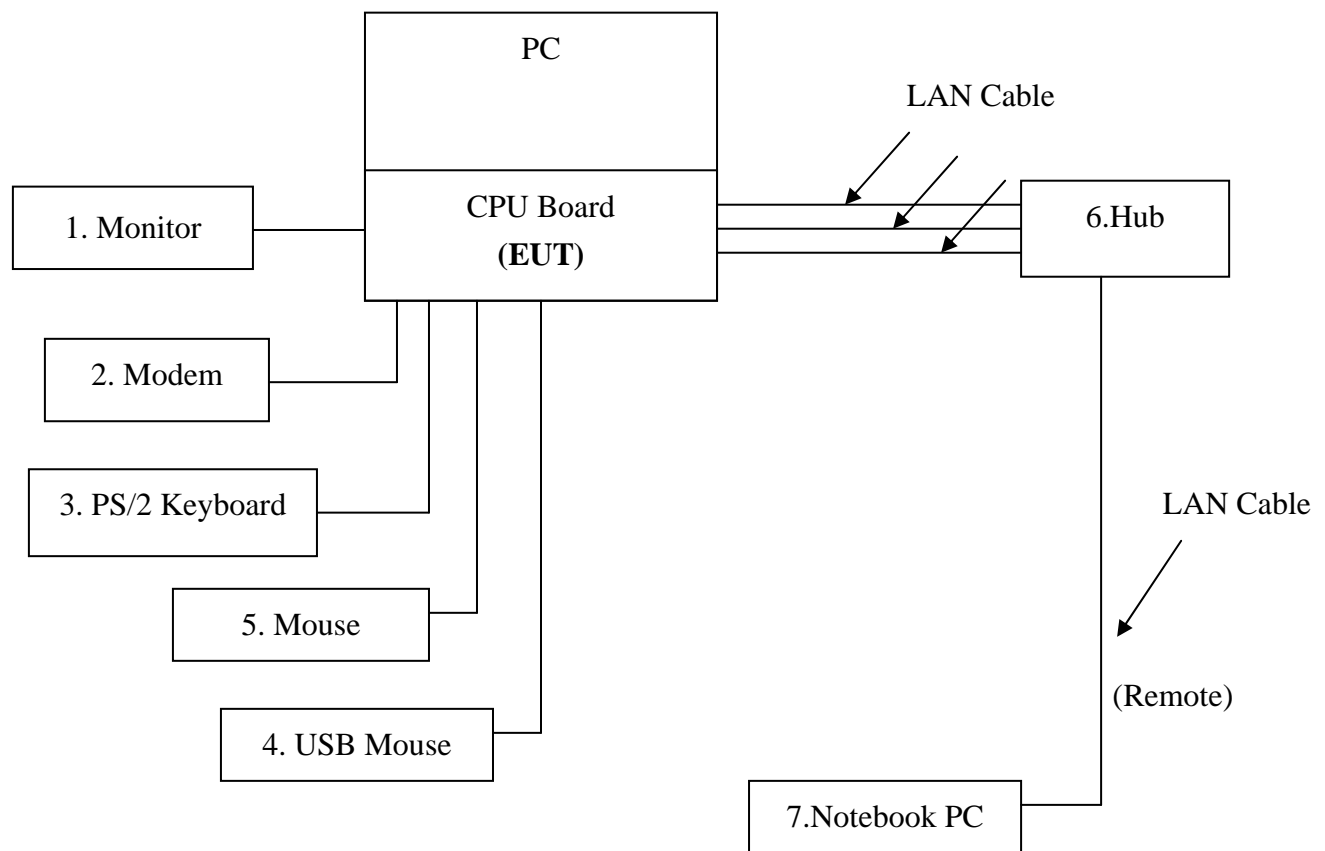 PC
LAN Cable
CPU Board
(EUT)
1. Monitor
6.Hub
2. Modem
3. PS/2 Keyboard
LAN Cable
5. Mouse
(Remote)
4. USB Mouse
7.Notebook PC